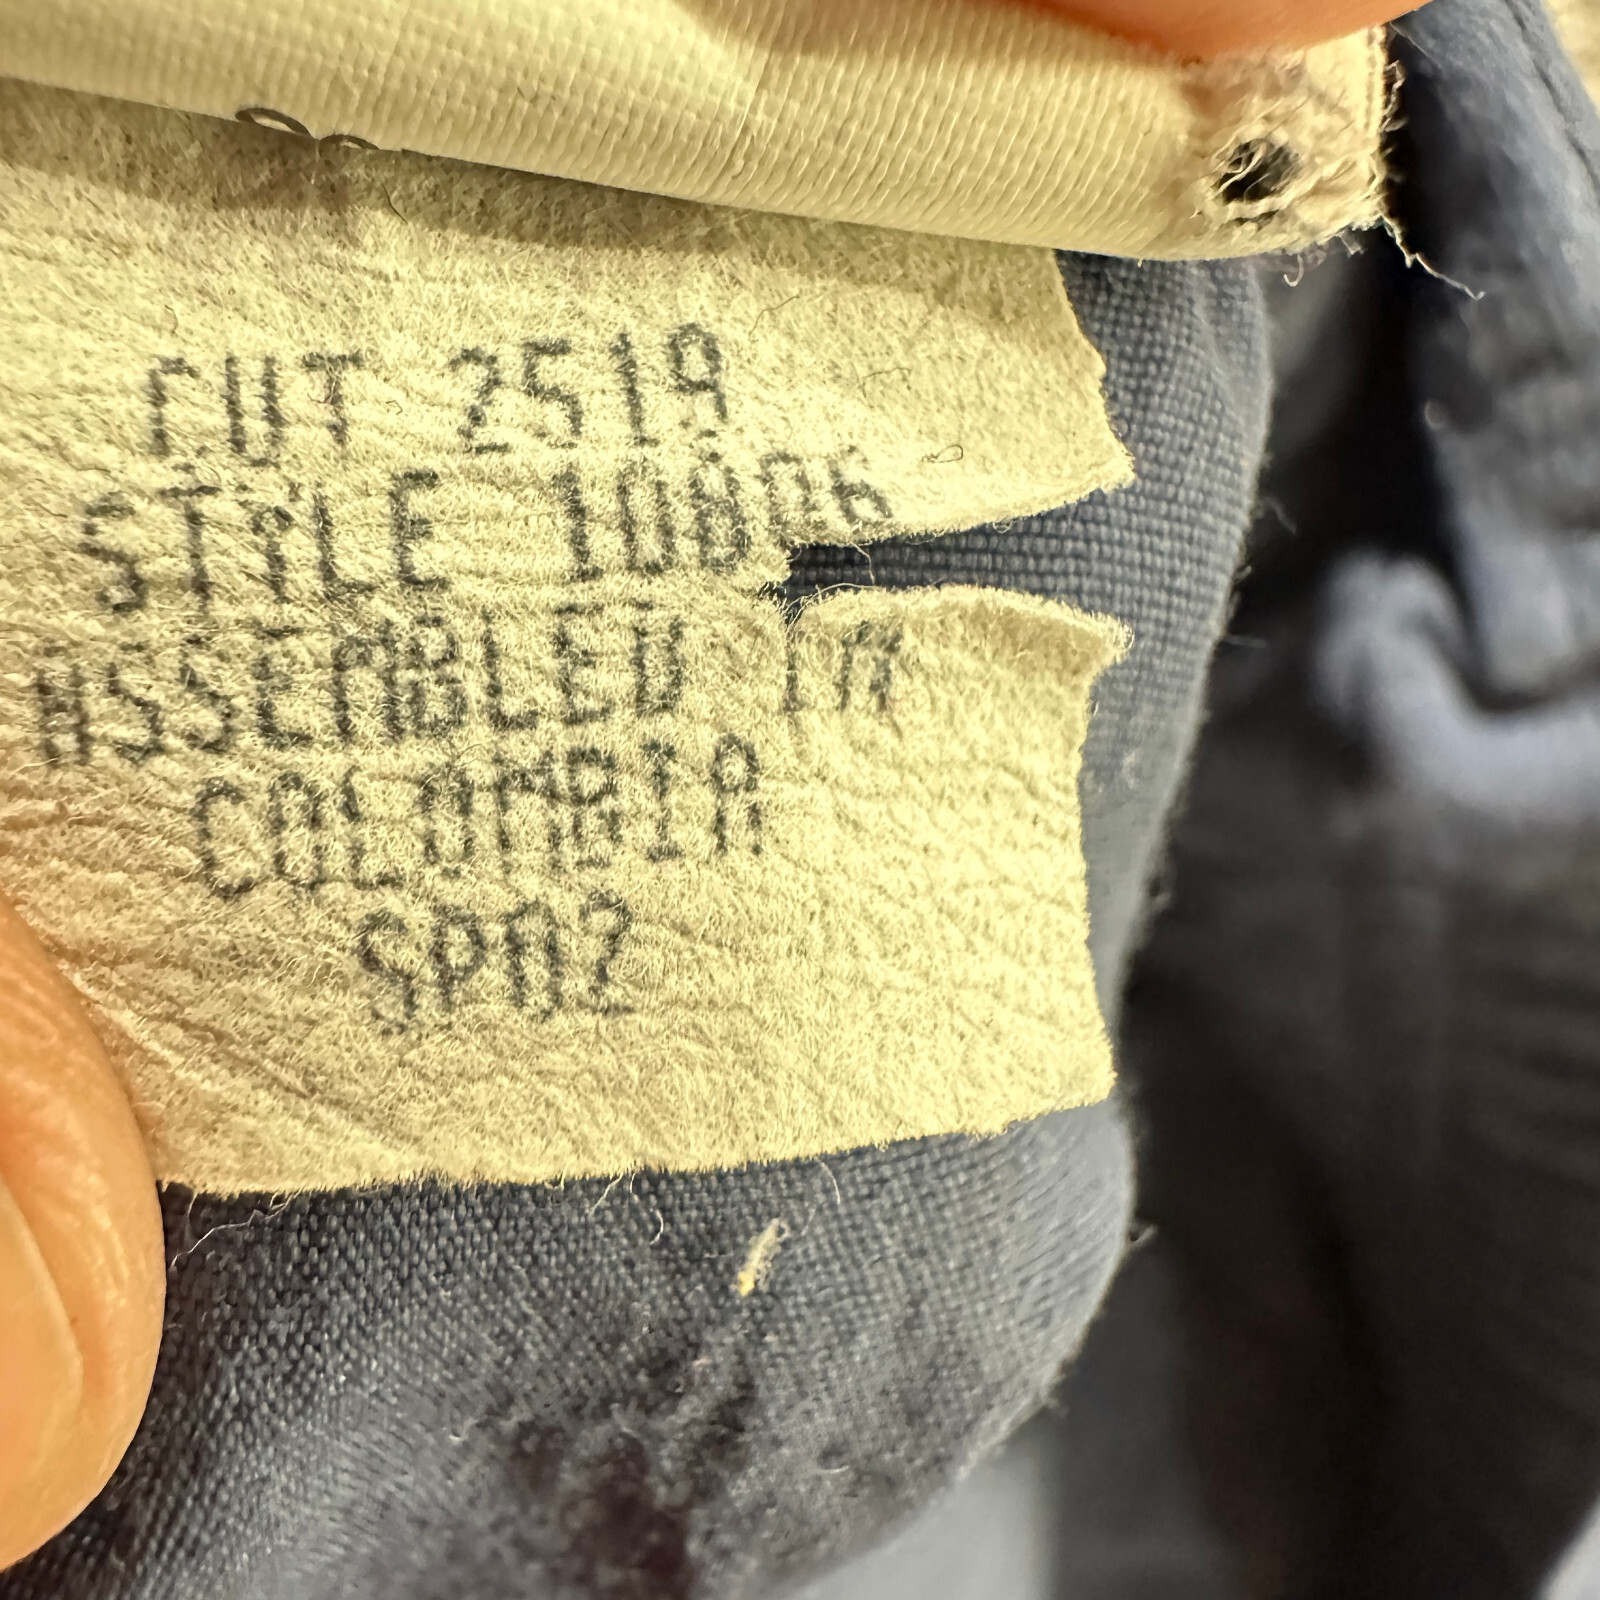 CUT 2519
STYLE 10806
ASSEMBLED IN
COLOMBIA
SP02